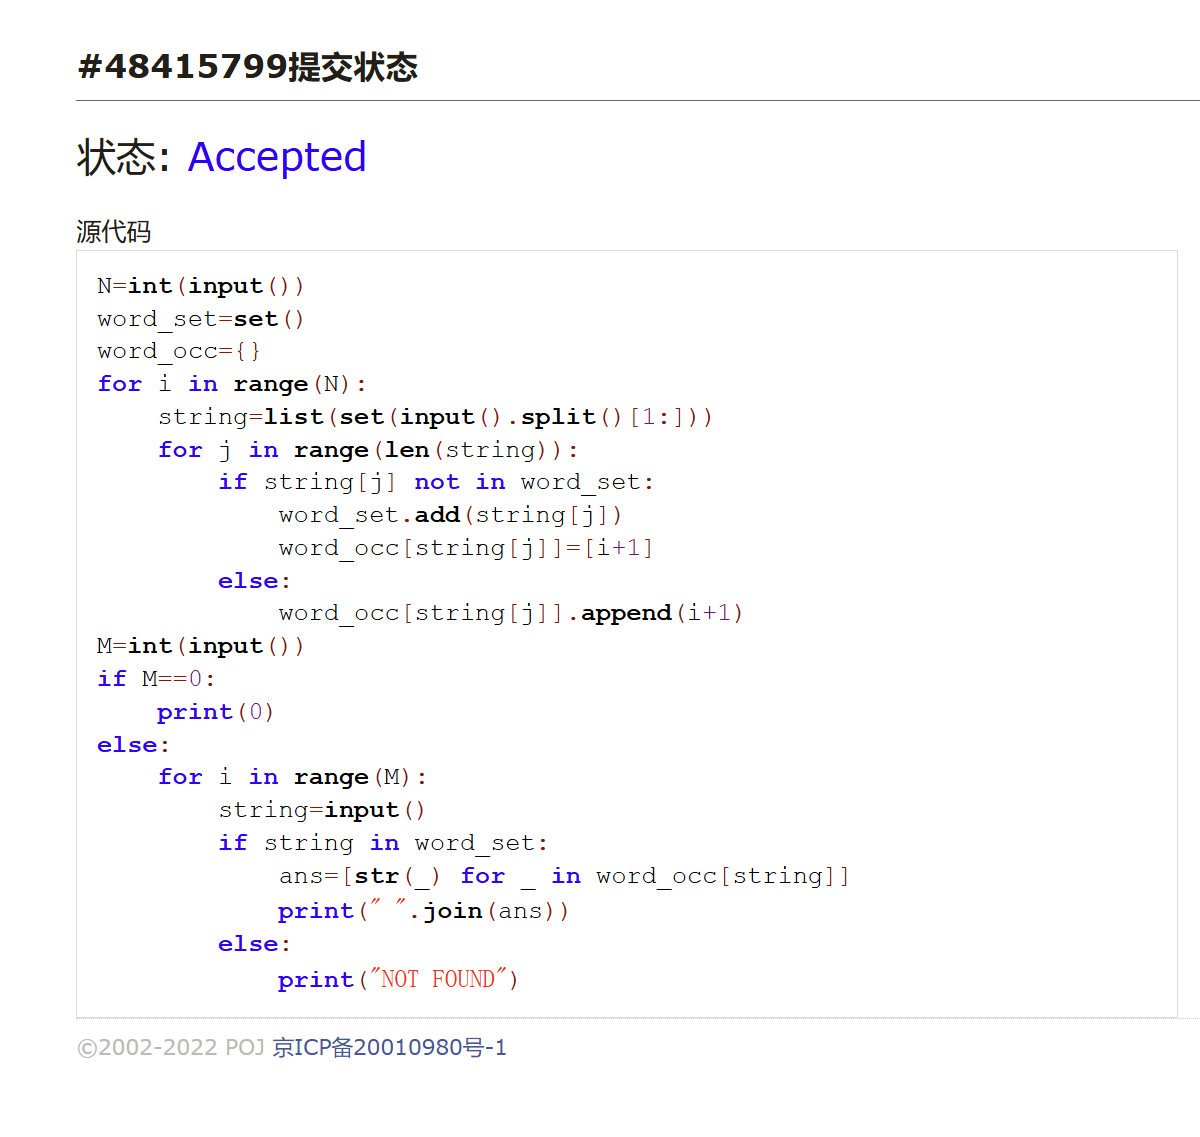 #48415799提交状态
状态: Accepted
源代码
N=int(input())
word_set=set()
word_occ={}
for i in range(N):
    string=list(set(input().split()[1:]))
    for j in range(len(string)):
        if string[j] not in word_set:
            word_set.add(string[j])
            word_occ[string[j]]=[i+1]
        else:
            word_occ[string[j]].append(i+1)
M=int(input())
if M==0:
    print(0)
else:
    for i in range(M):
        string=input()
        if string in word_set:
            ans=[str(_) for _ in word_occ[string]]
            print(" ".join(ans))
        else:
            print("NOT FOUND")
©2002-2022 POJ 京ICP备20010980号-1